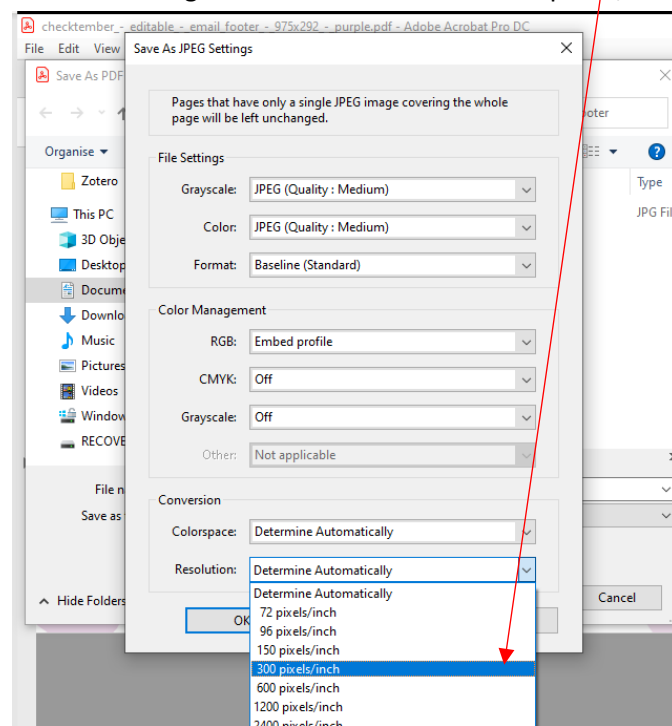 checktember_-_editable_-_email_footer_-_975x292_-_purple.pdf - Adobe Acrobat Pro DC
File Edit View
Save As JPEG Settings
Save As PDF
Pages that have only a single JPEG image covering the whole
page will be left unchanged.
ooter
Organise
File Settings
Zotero
Type
Grayscale: JPEG (Quality : Medium)
This PC
JPG Fil
Color: JPEG (Quality : Medium)
3D Obje
Desktop
Format: Baseline (Standard)
Docume
Color Management
Downlo
Music
RGB: Embed profile
Pictures
CMYK: Off
Videos
Window
Grayscale: Off
RECOVE
Other: Not applicable
File n
Conversion
Save as
Colorspace: Determine Automatically
Resolution: Determine Automatically
Determine Automatically
Hide Folders
Cancel
72 pixels/inch
OK
96 pixels/inch
150 pixels/inch
300 pixels/inch
600 pixels/inch
1200 pixels/inch
2400 pixels/inch